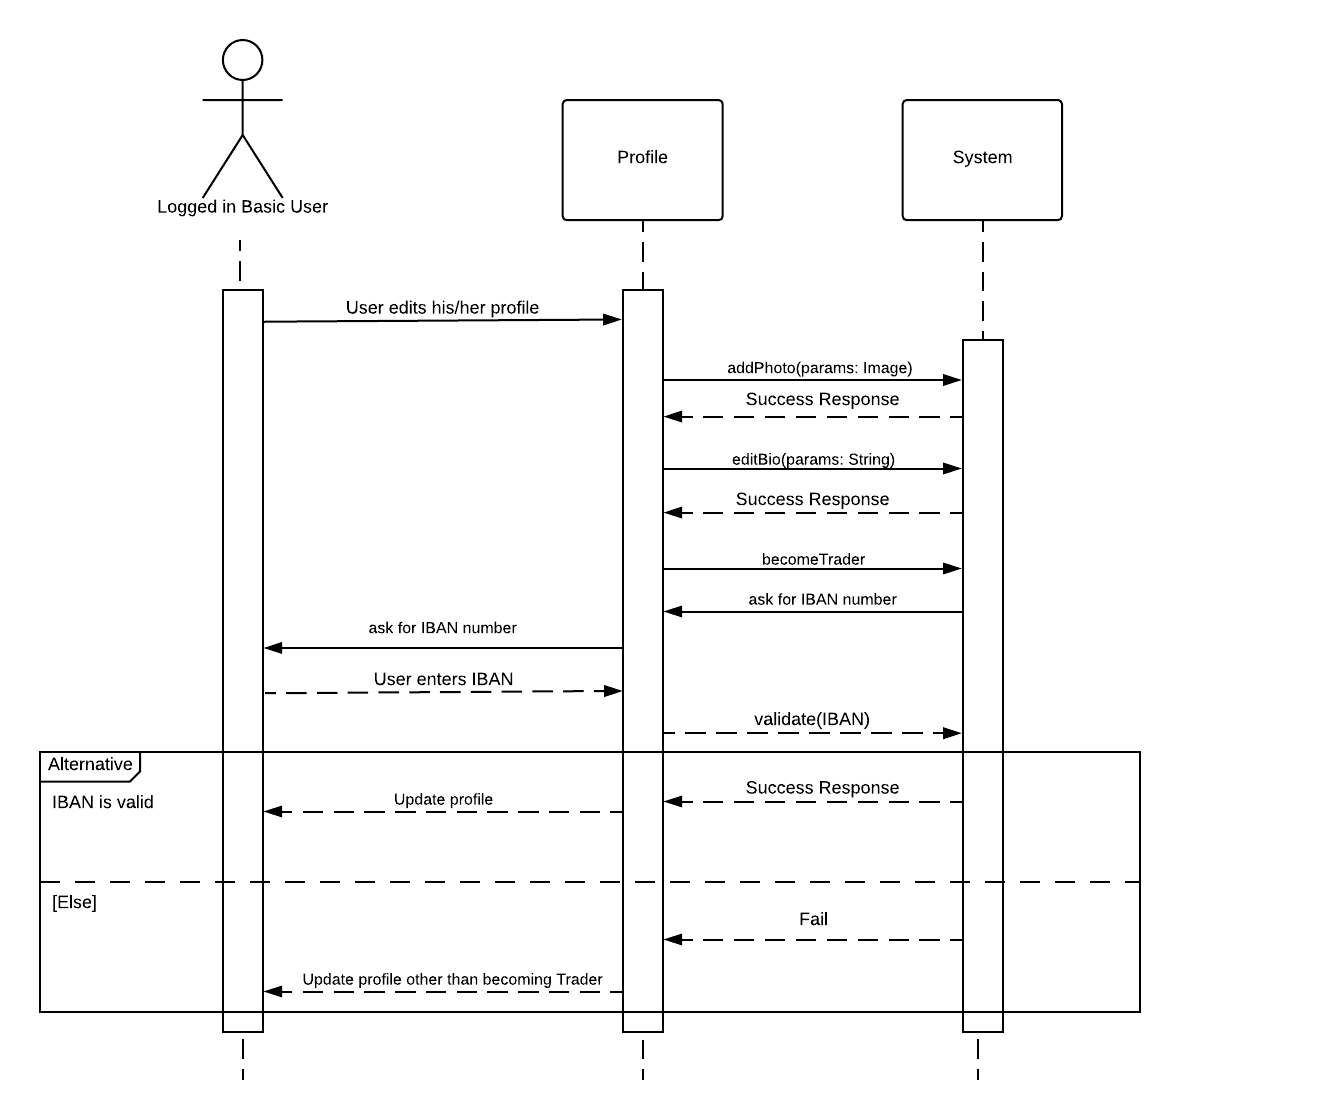 Profile
System
Logged in Basic User
User edits his/her profile
addPhoto(params: Image)
Success Response
editBio(params: String)
Success Response
becomeTrader
ask for IBAN number
ask for IBAN number
User enters IBAN
validate(IBAN)
Alternative
Success Response
IBAN is valid
Update profile
[Else]
Fail
Update profile other than becoming Trader